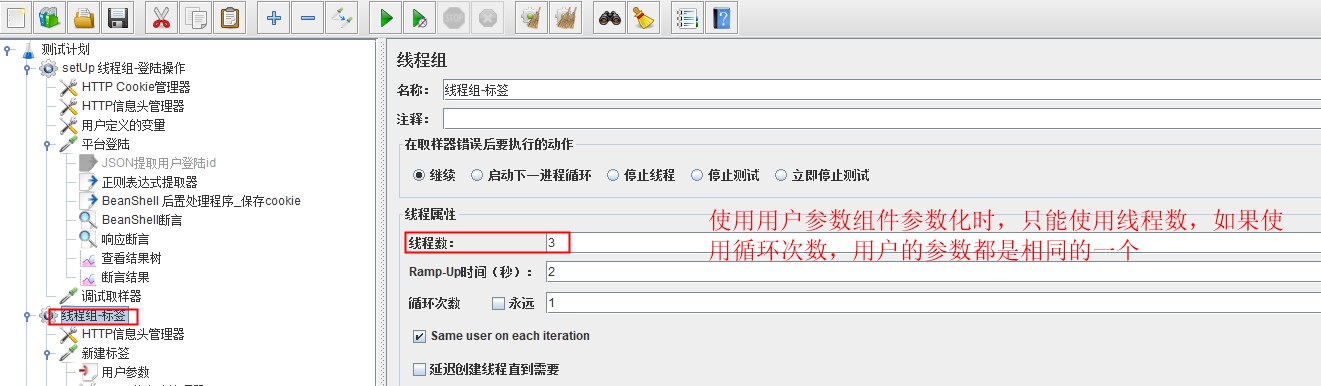 测试计划
setUp 线程组-登陆操作
HTTP Cookie管理器
HTTP信息头管理器
用户定义的变量
平台登陆
JSON提取用户登陆id
正则表达式提取器
BeanShell 后置处理程序_保存cookie
BeanShell断言
响应断言
查看结果树
断言结果
调试取样器
线程组-标签
HTTP信息头管理器
新建标签
用户参数
线程组
名称： 线程组-标签
注释：
在取样器错误后要执行的动作
继续 启动下一进程循环 停止线程 停止测试 立即停止测试
线程属性
线程数： 3
Ramp-Up时间（秒）： 2
循环次数 永远 1
Same user on each iteration
延迟创建线程直到需要
使用用户参数组件参数化时，只能使用线程数，如果使
用循环次数，用户的参数都是相同的一个